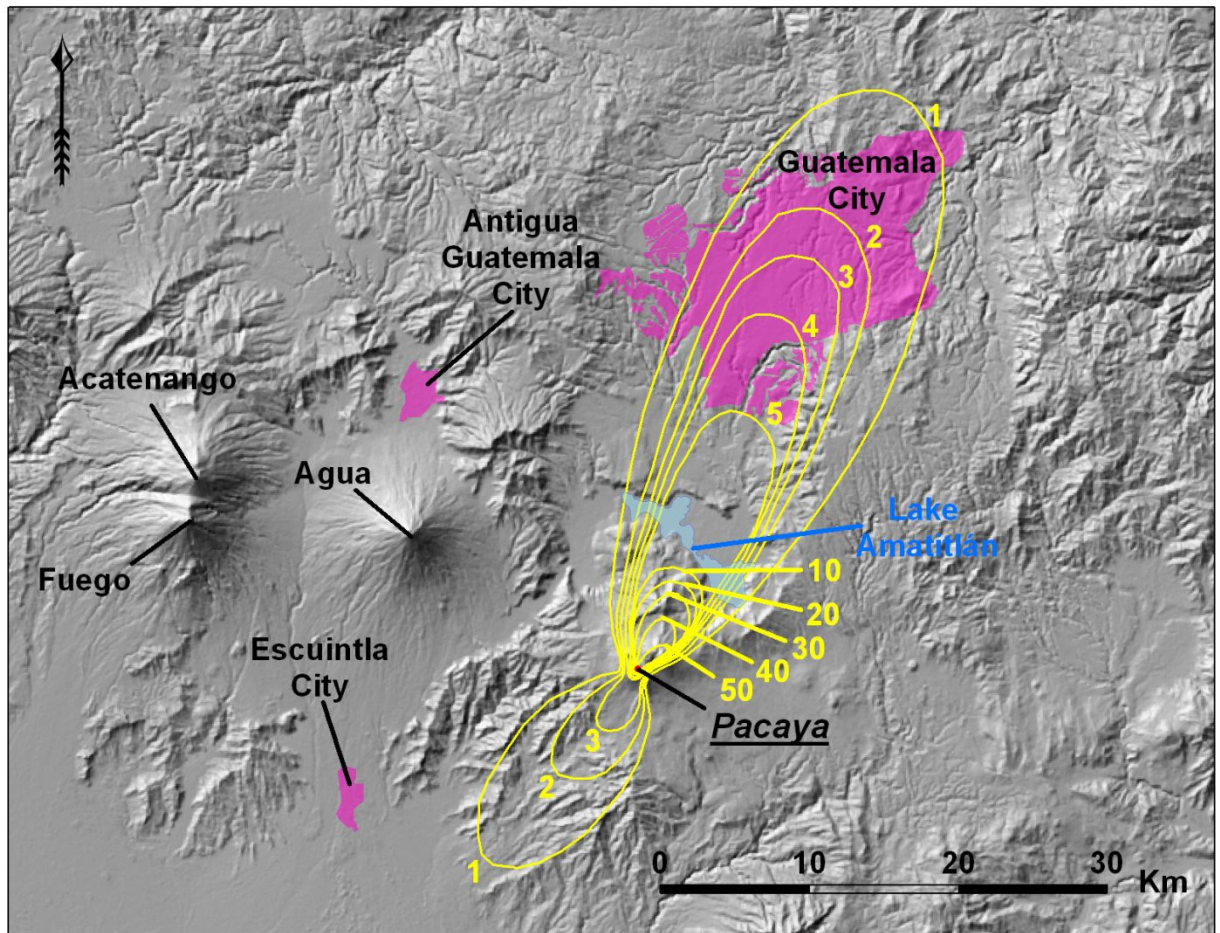 1
Guatemala
City
2
3
4
5
Antigua
Guatemala
City
Acatenango
Agua
Fuego
Lake
Amatitlán
10
20
30
40
50
Escuintla
City
Pacaya
3
2
1
0 10 20 30
Km